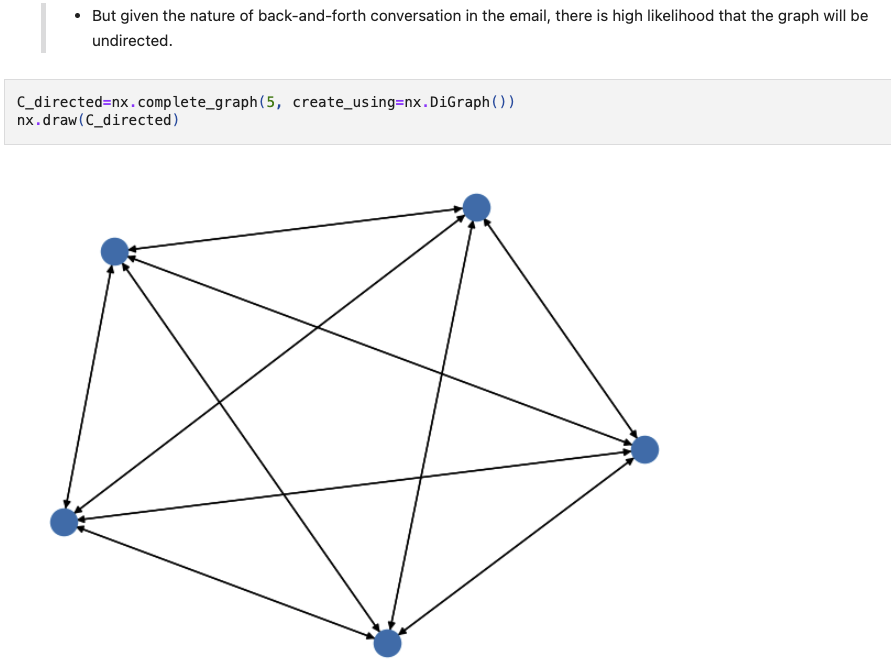 • But given the nature of back-and-forth conversation in the email, there is high likelihood that the graph will be
undirected.
C_directed=nx.complete_graph(5, create_using=nx.DiGraph())
nx.draw(C_directed)